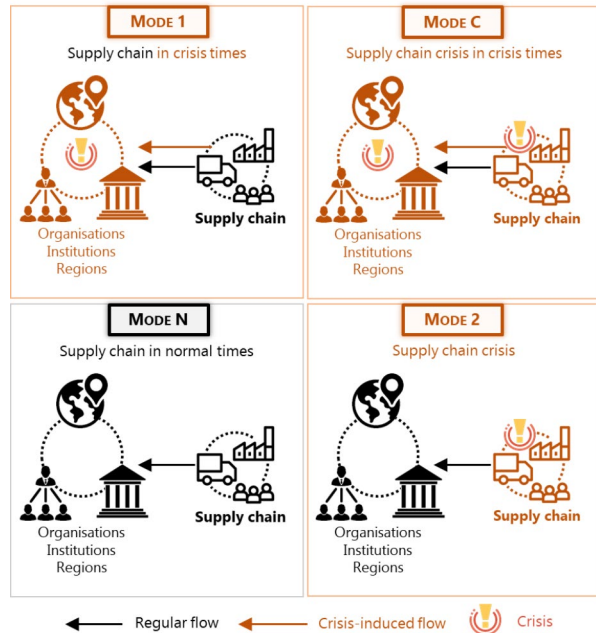 MODE 1
Supply chain in crisis times
Supply chain
Organisations
Institutions
Regions
MODE C
Supply chain crisis in crisis times
Supply chain
Organisations
Institutions
Regions
MODE N
Supply chain in normal times
Supply chain
Organisations
Institutions
Regions
MODE 2
Supply chain crisis
Supply chain
Organisations
Institutions
Regions
Regular flow
Crisis-induced flow
Crisis